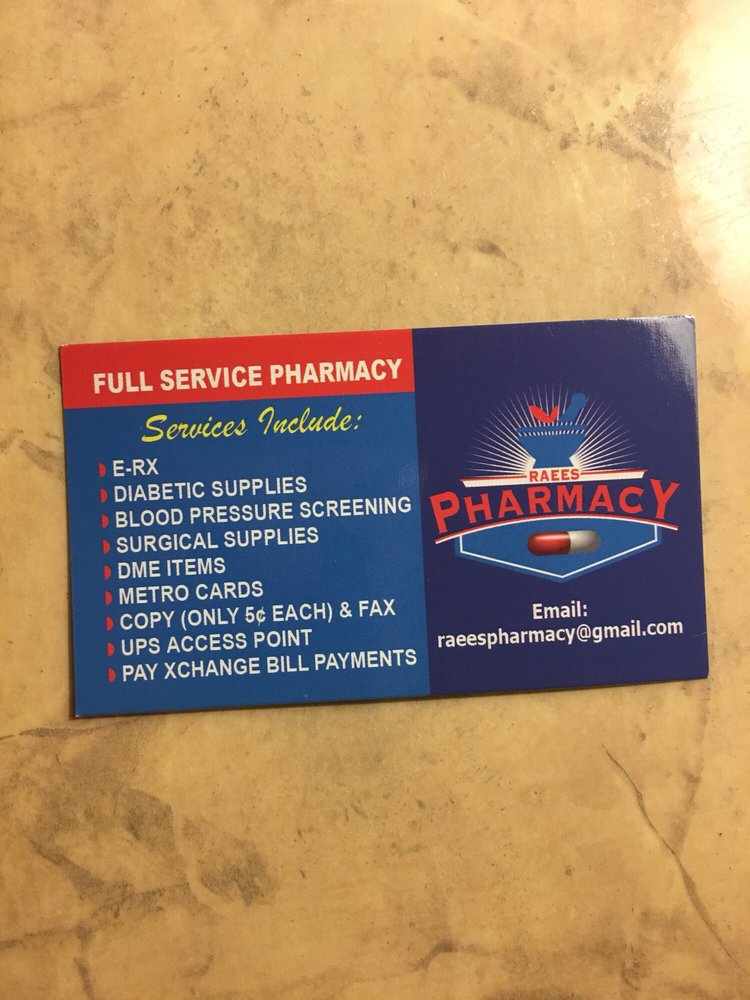 FULL SERVICE PHARMACY
Services Include:
E-RX
DIABETIC SUPPLIES
BLOOD PRESSURE SCREENING
SURGICAL SUPPLIES
DME ITEMS
METRO CARDS
COPY (ONLY 5¢ EACH) & FAX
UPS ACCESS POINT
PAY XCHANGE BILL PAYMENTS
RAEES
PHARMACY
Email:
raeespharmacy@gmail.com